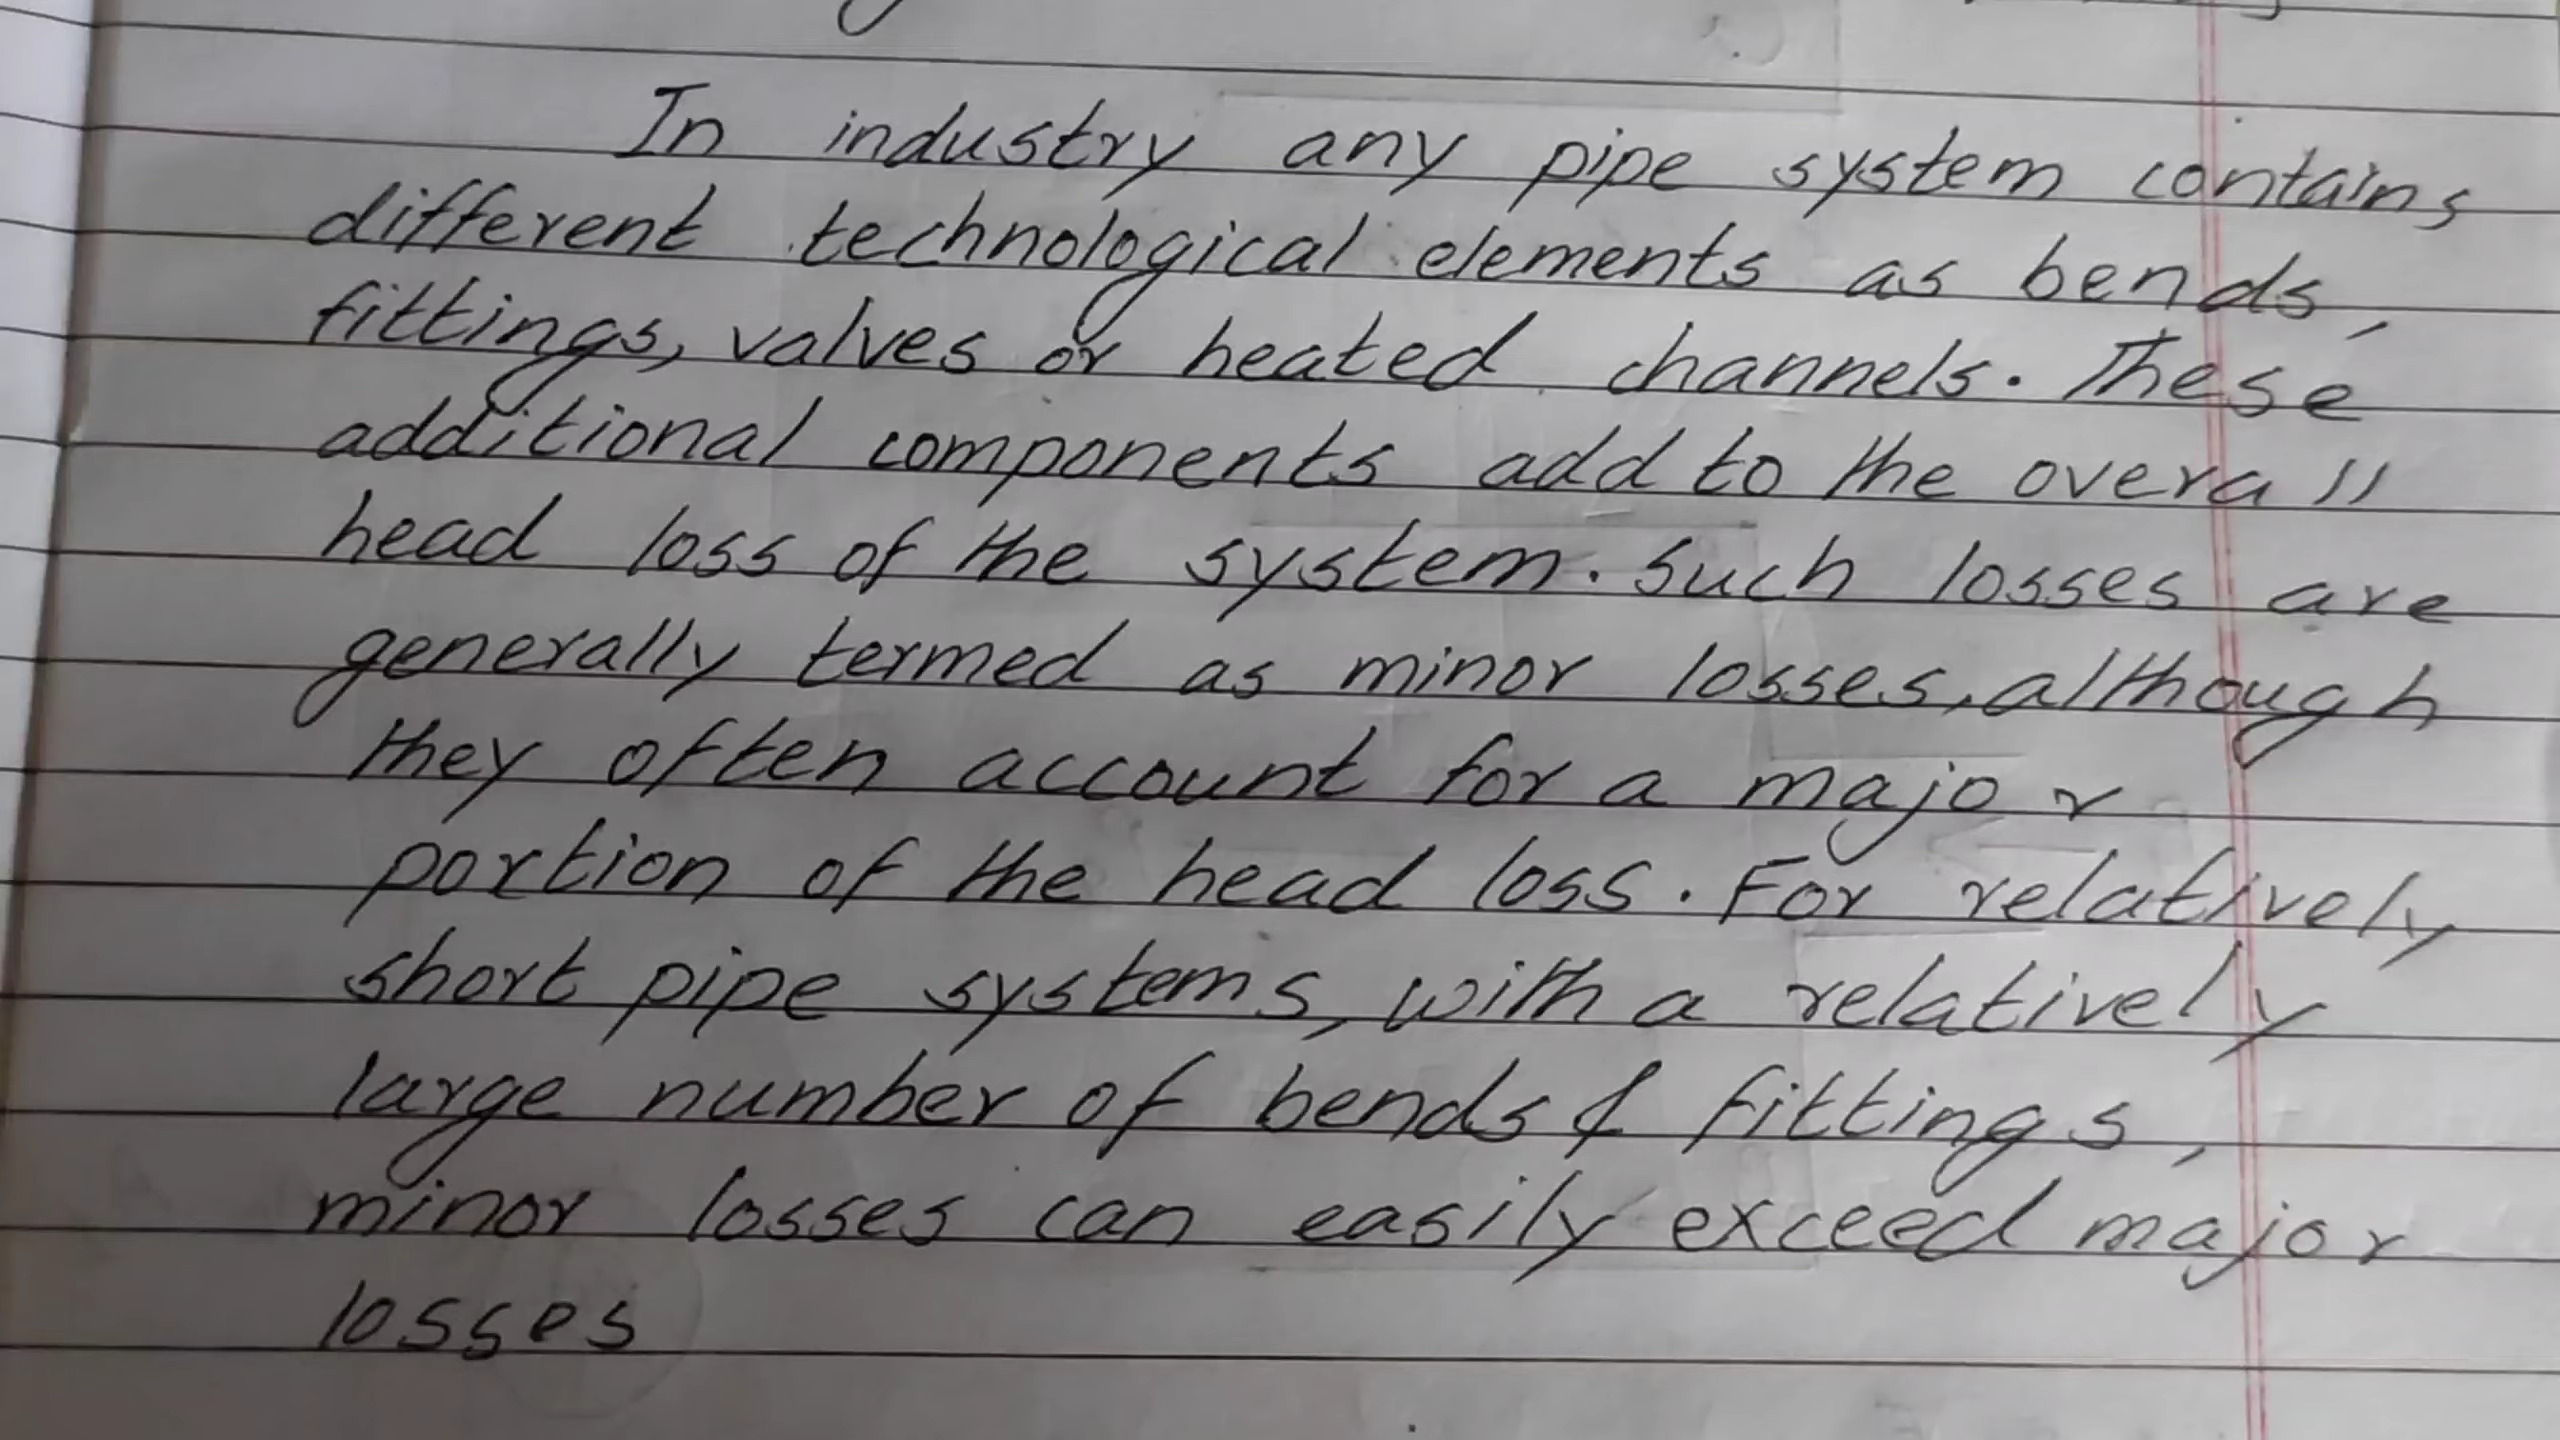 In industry any pipe system contains
different technological elements as bends,
fittings, valves or heated channels. These
additional components add to the overall
head loss of the system. Such losses are
generally termed as minor losses, although
they often account for a major
portion of the head loss. For relatively
short pipe systems, with a relatively
large number of bends & fittings,
minor losses can easily exceed major
losses